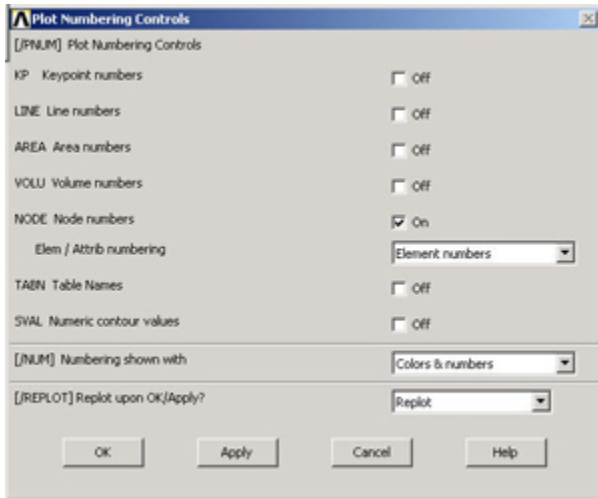 Plot Numbering Controls
[/PNUM] Plot Numbering Controls
KP Keypoint numbers Off
LINE Line numbers Off
AREA Area numbers Off
VOLU Volume numbers Off
NODE Node numbers On
Elem / Attrib numbering Element numbers
TABN Table Names Off
SVAL Numeric contour values Off
[/NUM] Numbering shown with Colors & numbers
[/REPLOT] Replot upon OK/Apply? Replot
OK Apply Cancel Help